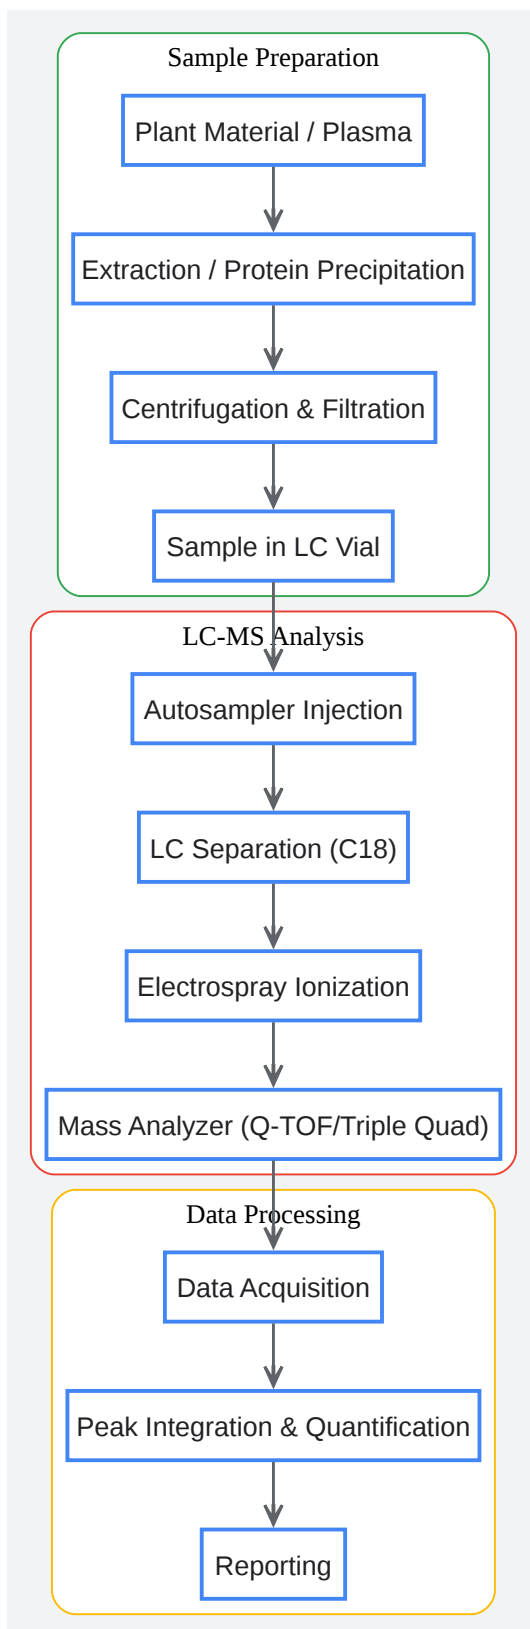 Sample Preparation
Plant Material / Plasma
Extraction / Protein Precipitation
Centrifugation & Filtration
Sample in LC Vial
LC-MS Analysis
Autosampler Injection
LC Separation (C18)
Electrospray Ionization
Mass Analyzer (Q-TOF/Triple Quad)
Data Processing
Data Acquisition
Peak Integration & Quantification
Reporting